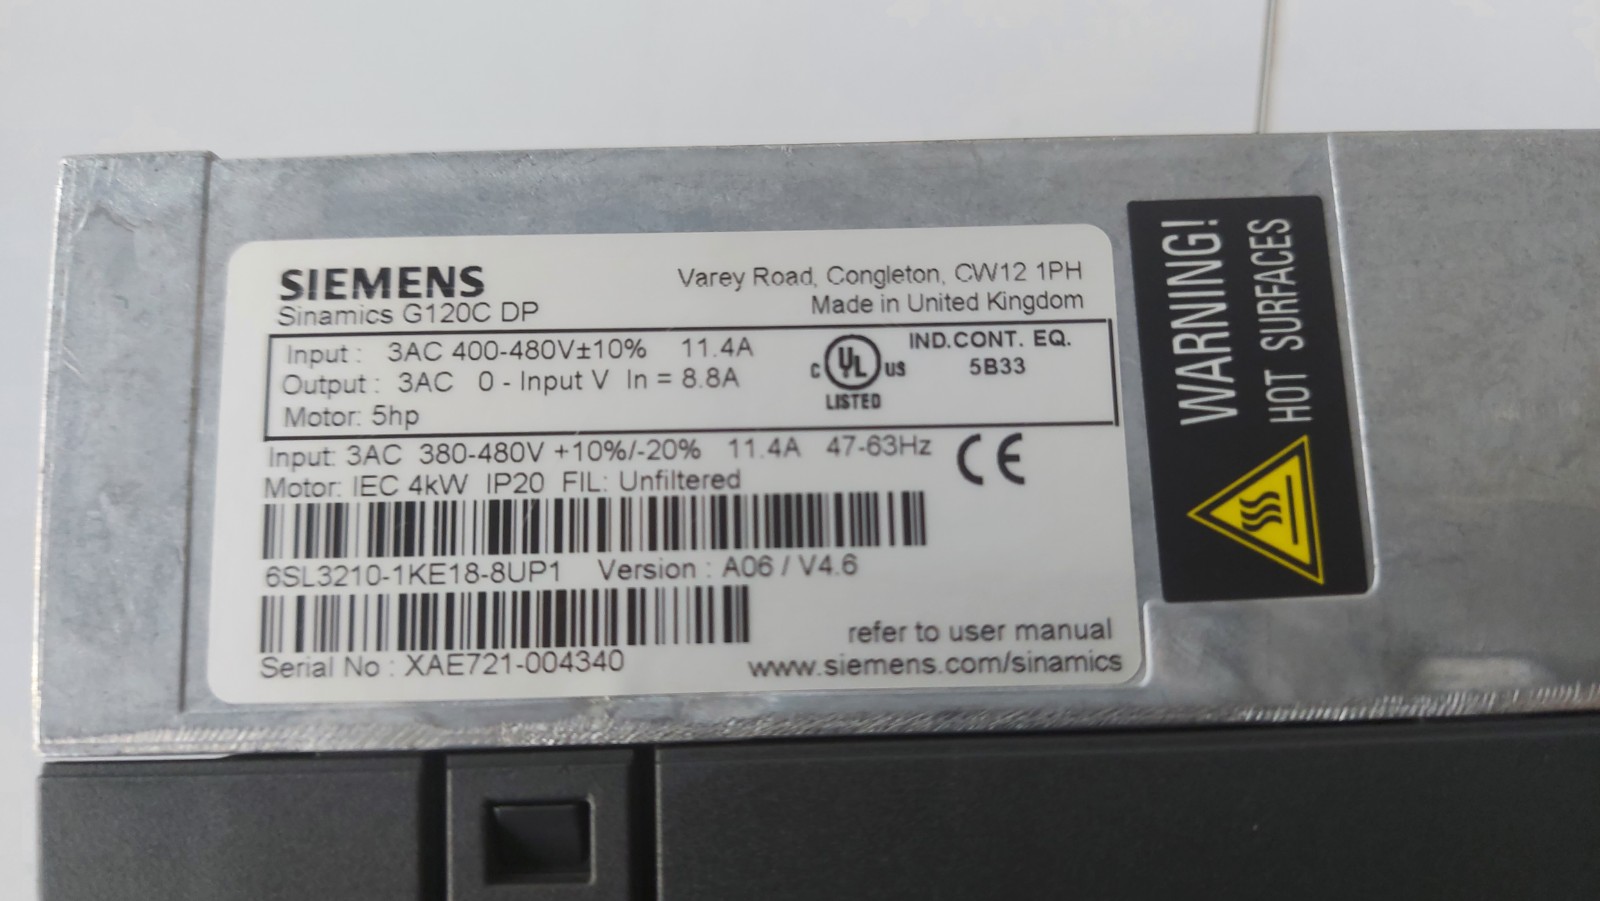 SIEMENS
Sinamics G120C DP
Varey Road, Congleton, CW12 1PH
Made in United Kingdom
Input : 3AC 400-480V±10% 11.4A
Output : 3AC 0 - Input V In = 8.8A
Motor: 5hp
C UL US
LISTED
IND.CONT. EQ.
5B33
Input: 3AC 380-480V +10%/-20% 11.4A 47-63Hz
Motor: IEC 4kW IP20 FIL: Unfiltered
CE
6SL3210-1KE18-8UP1 Version : A06 / V4.6
Serial No : XAE721-004340
refer to user manual
www.siemens.com/sinamics
WARNING!
HOT SURFACES